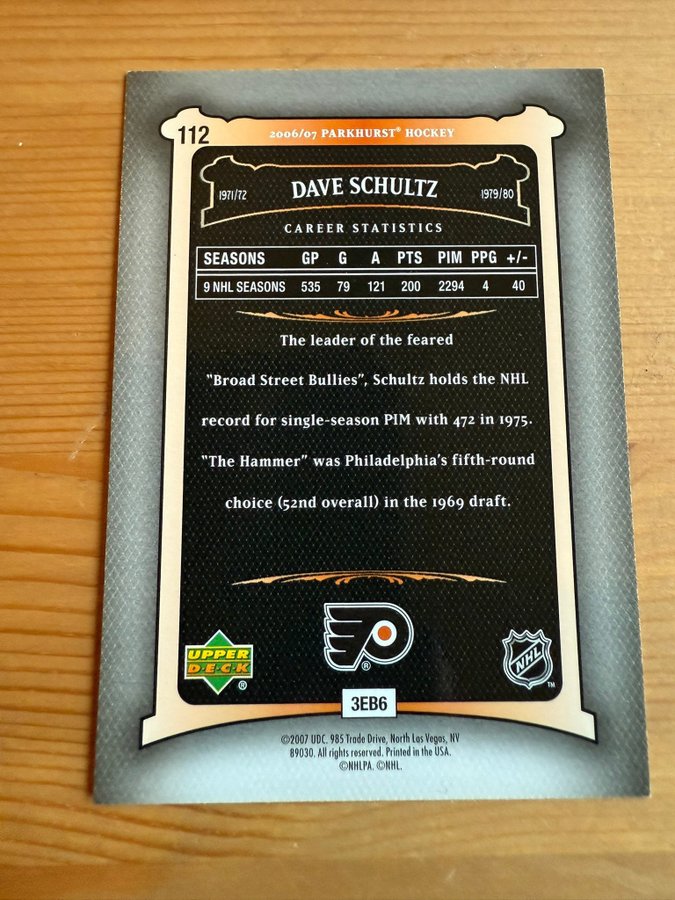 112
2006/07 PARKHURST® HOCKEY
1971/72 DAVE SCHULTZ 1979/80
CAREER STATISTICS
SEASONS GP G A PTS PIM PPG +/-
9 NHL SEASONS 535 79 121 200 2294 4 40
The leader of the feared
"Broad Street Bullies", Schultz holds the NHL
record for single-season PIM with 472 in 1975.
"The Hammer" was Philadelphia's fifth-round
choice (52nd overall) in the 1969 draft.
UPPER
D·E·C·K
®
®
NHL
TM
3EB6
©2007 UDC. 985 Trade Drive, North Las Vegas, NV
89030. All rights reserved. Printed in the USA.
©NHLPA. ©NHL.